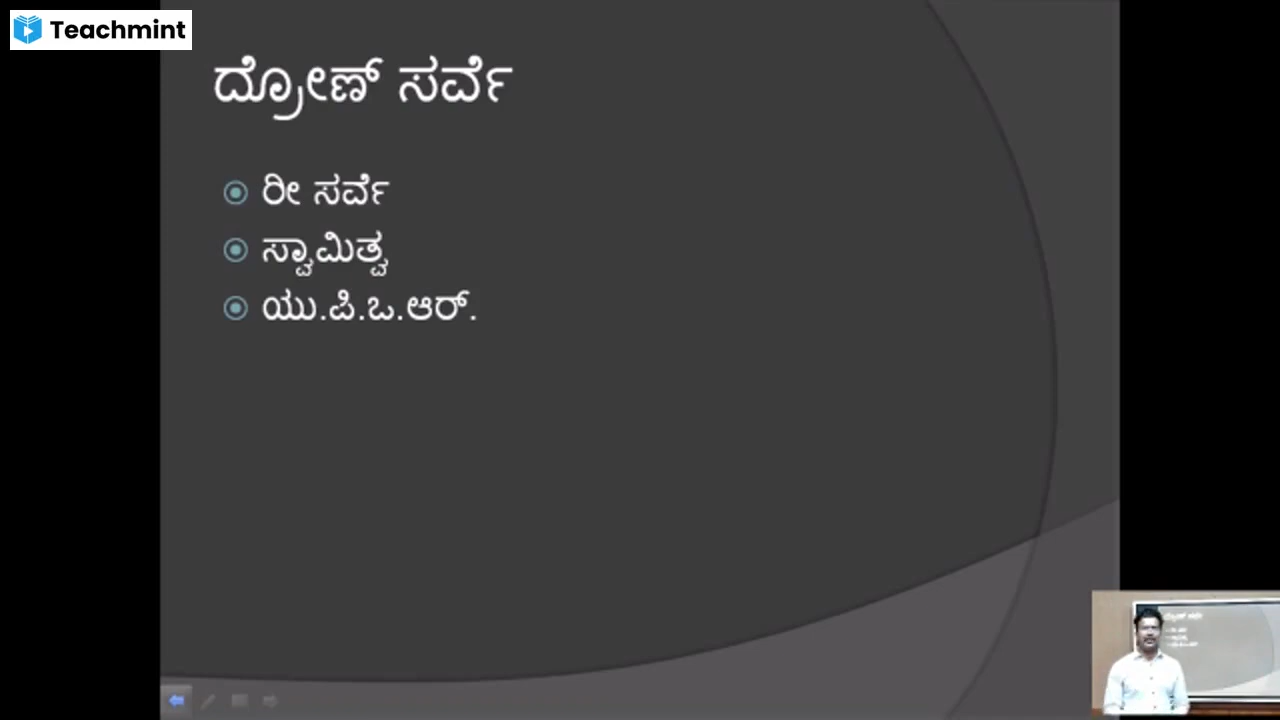 Teachmint
ದ್ರೋಣ್ ಸರ್ವೆ
ರೀ ಸರ್ವೆ
ಸ್ವಾಮಿತ್ವ
ಯು.ಪಿ.ಒ.ಆರ್.